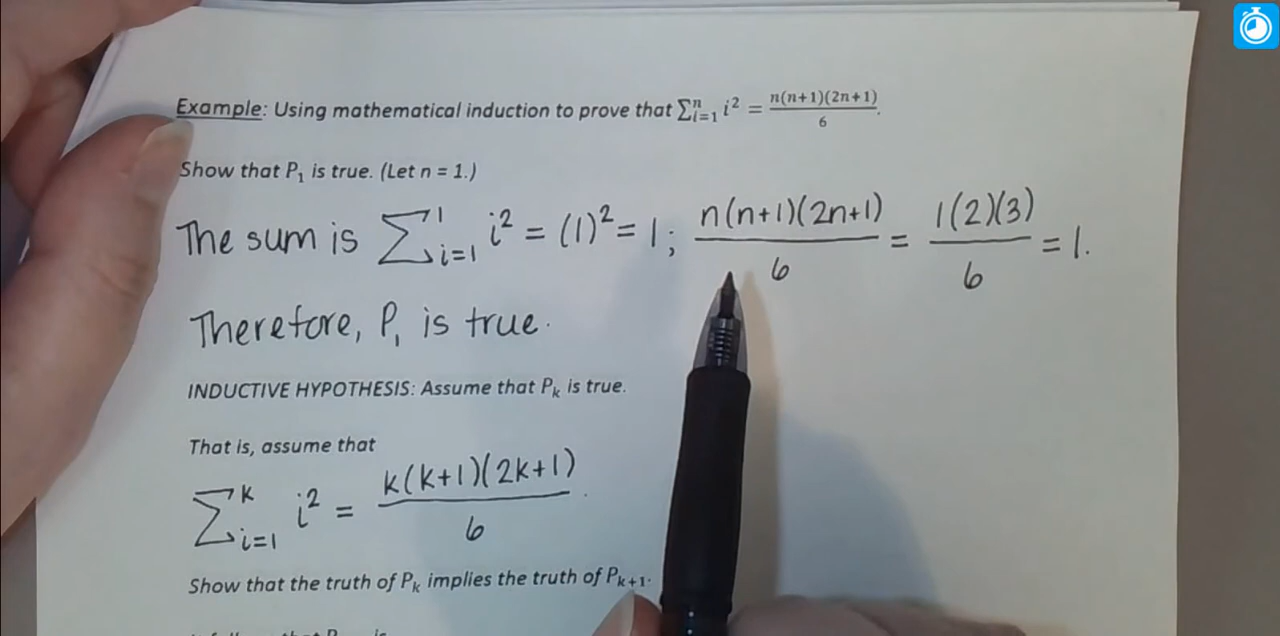 Example: Using mathematical induction to prove that ∑ⁿᵢ₌₁ i² = n(n+1)(2n+1)/6.
Show that P₁ is true. (Let n = 1.)
The sum is ∑¹ᵢ₌₁ i² = (1)² = 1; n(n+1)(2n+1)/6 = 1(2)(3)/6 = 1.
Therefore, P₁ is true.
INDUCTIVE HYPOTHESIS: Assume that Pₖ is true.
That is, assume that
∑ᵏᵢ₌₁ i² = k(k+1)(2k+1)/6.
Show that the truth of Pₖ implies the truth of Pₖ₊₁.